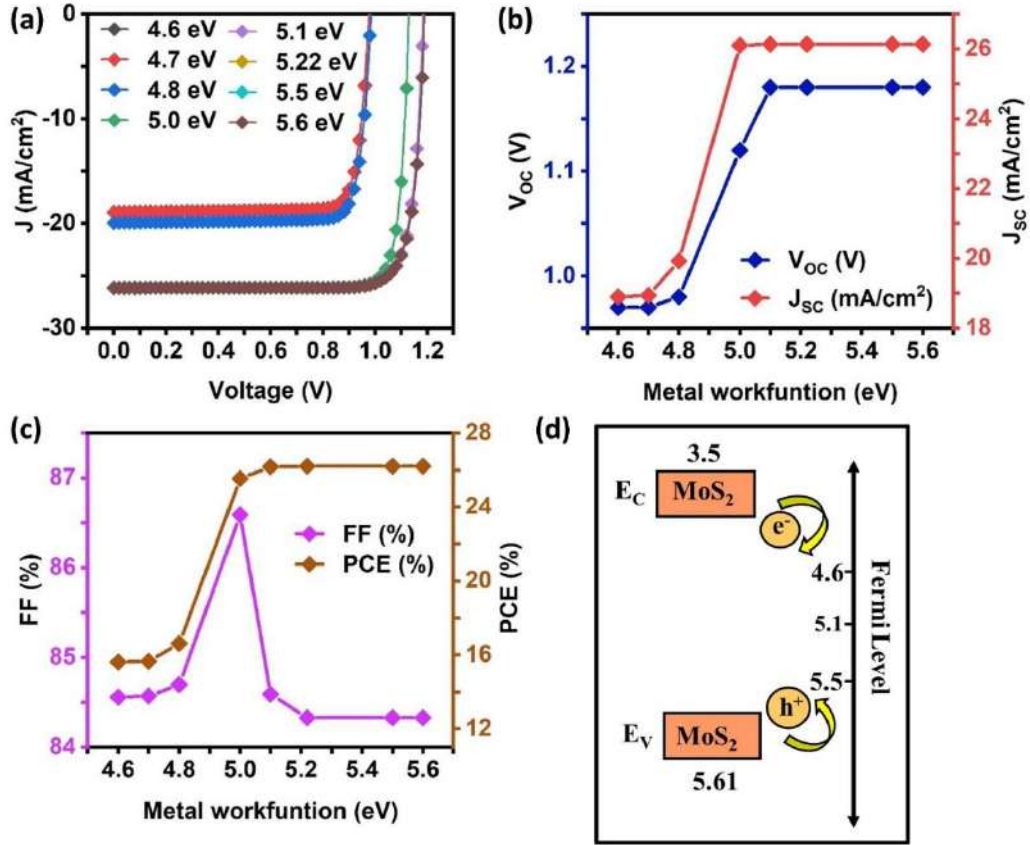 (a)
4.6 eV 5.1 eV
4.7 eV 5.22 eV
4.8 eV 5.5 eV
5.0 eV 5.6 eV
J (mA/cm²)
0
-10
-20
-30
0.0 0.2 0.4 0.6 0.8 1.0 1.2
Voltage (V)
(b)
V_OC (V)
1.2
1.1
1.0
V_OC (V)
J_SC (mA/cm²)
26
24
22
20
18
J_SC (mA/cm²)
4.6 4.8 5.0 5.2 5.4 5.6
Metal workfuntion (eV)
(c)
FF (%)
87
86
85
84
FF (%)
PCE (%)
28
24
20
16
12
PCE (%)
4.6 4.8 5.0 5.2 5.4 5.6
Metal workfuntion (eV)
(d)
3.5
E_C MoS₂
e⁻
4.6
5.1
5.5
Fermi Level
h⁺
E_V MoS₂
5.61